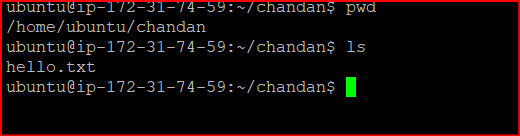 ubuntu@ip-172-31-74-59:~/chandan$ pwd
/home/ubuntu/chandan
ubuntu@ip-172-31-74-59:~/chandan$ ls
hello.txt
ubuntu@ip-172-31-74-59:~/chandan$